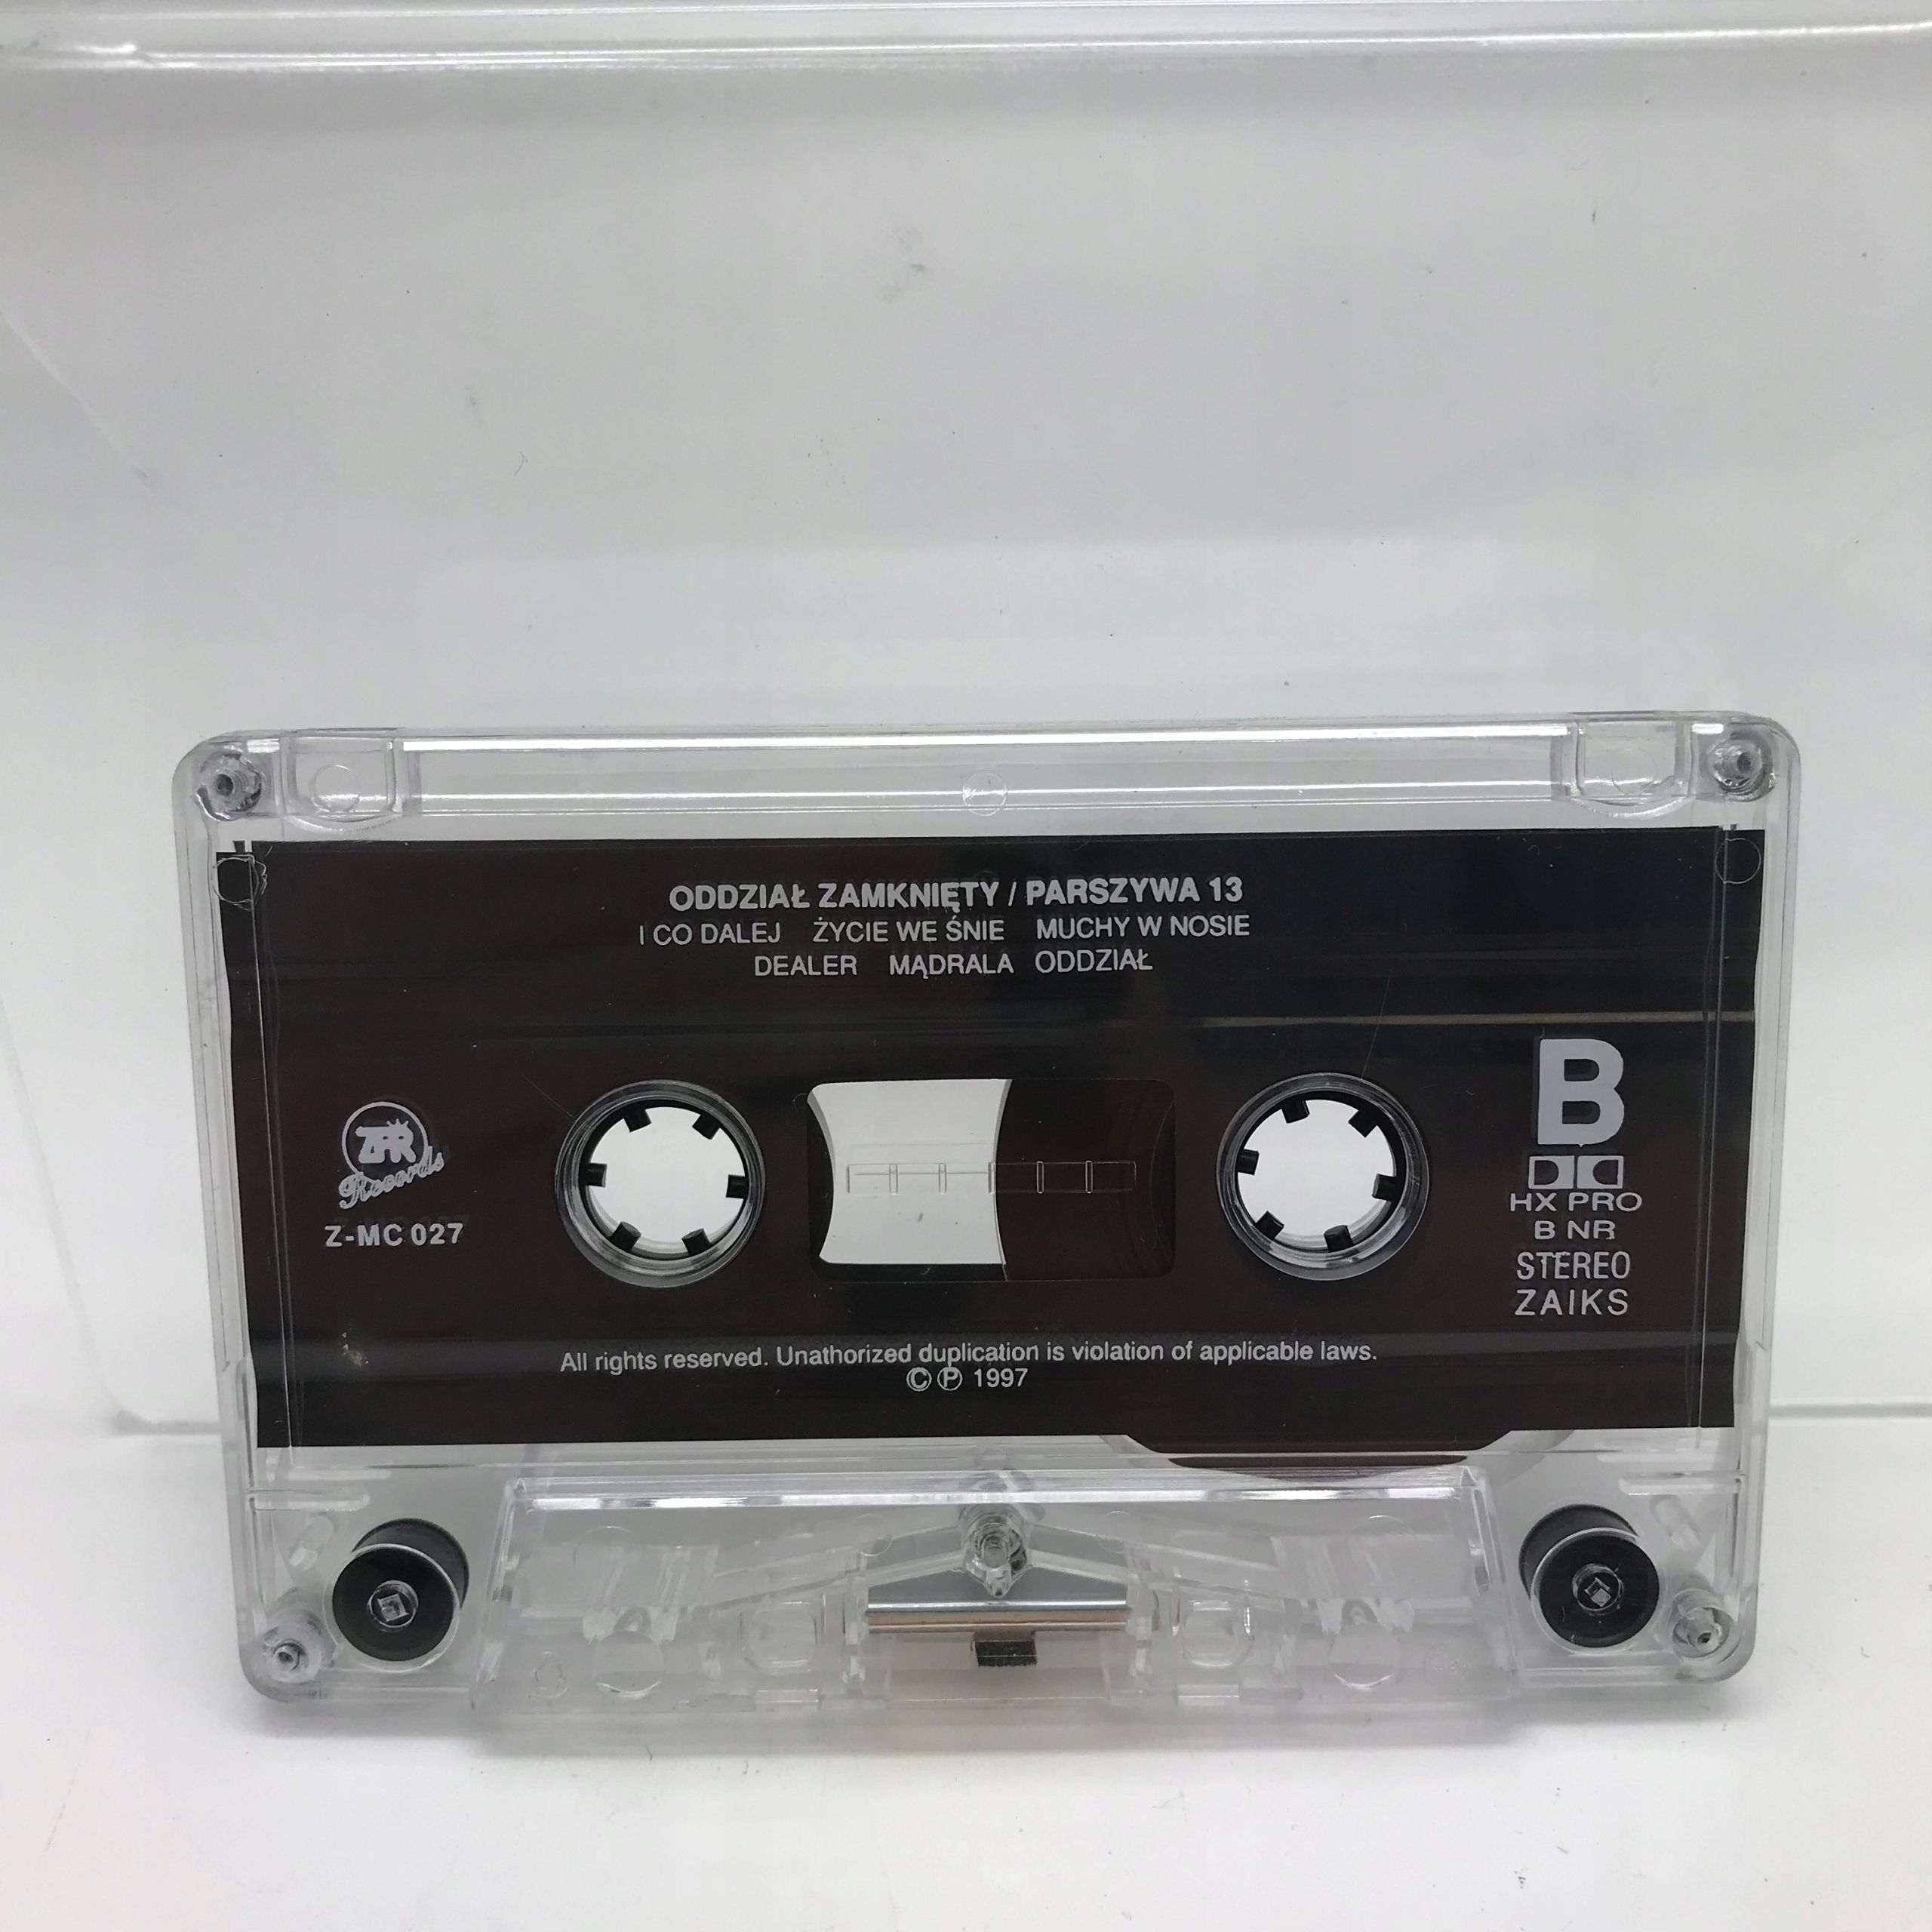 ODDZIAŁ ZAMKNIĘTY / PARSZYWA 13
I CO DALEJ ŻYCIE WE ŚNIE MUCHY W NOSIE
DEALER MĄDRALA ODDZIAŁ
ZPR
Records
Z-MC 027
B
HX PRO
B NR
STEREO
ZAIKS
All rights reserved. Unathorized duplication is violation of applicable laws.
© ℗ 1997